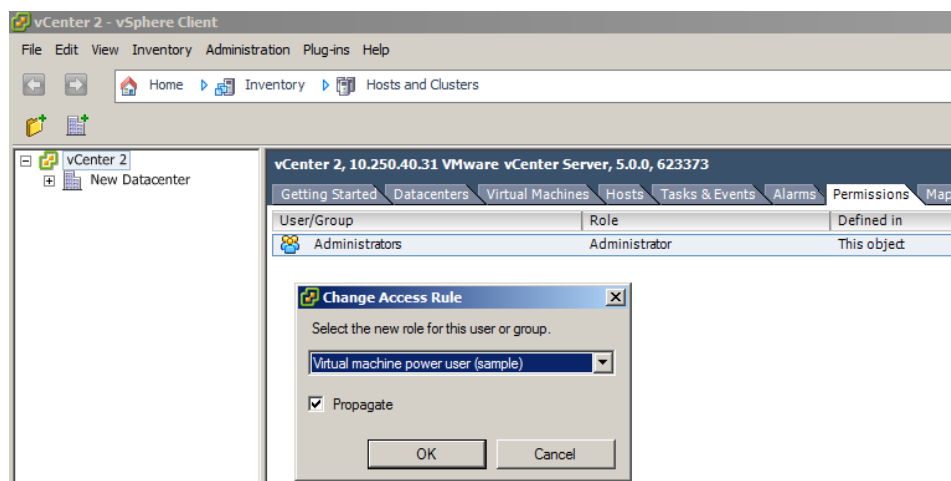 vCenter 2 - vSphere Client
File Edit View Inventory Administration Plug-ins Help
Home Inventory Hosts and Clusters
vCenter 2
New Datacenter
vCenter 2, 10.250.40.31 VMware vCenter Server, 5.0.0, 623373
Getting Started Datacenters Virtual Machines Hosts Tasks & Events Alarms Permissions Map
User/Group Role Defined in
Administrators Administrator This object
Change Access Rule
Select the new role for this user or group.
Virtual machine power user (sample)
Propagate
OK Cancel